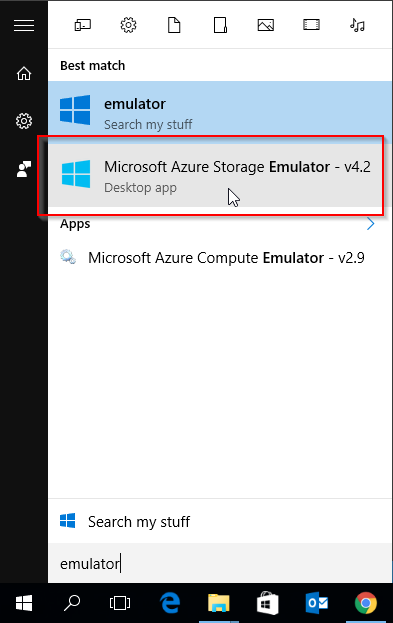 Best match
emulator
Search my stuff
Microsoft Azure Storage Emulator - v4.2
Desktop app
Apps
Microsoft Azure Compute Emulator - v2.9
Search my stuff
emulator